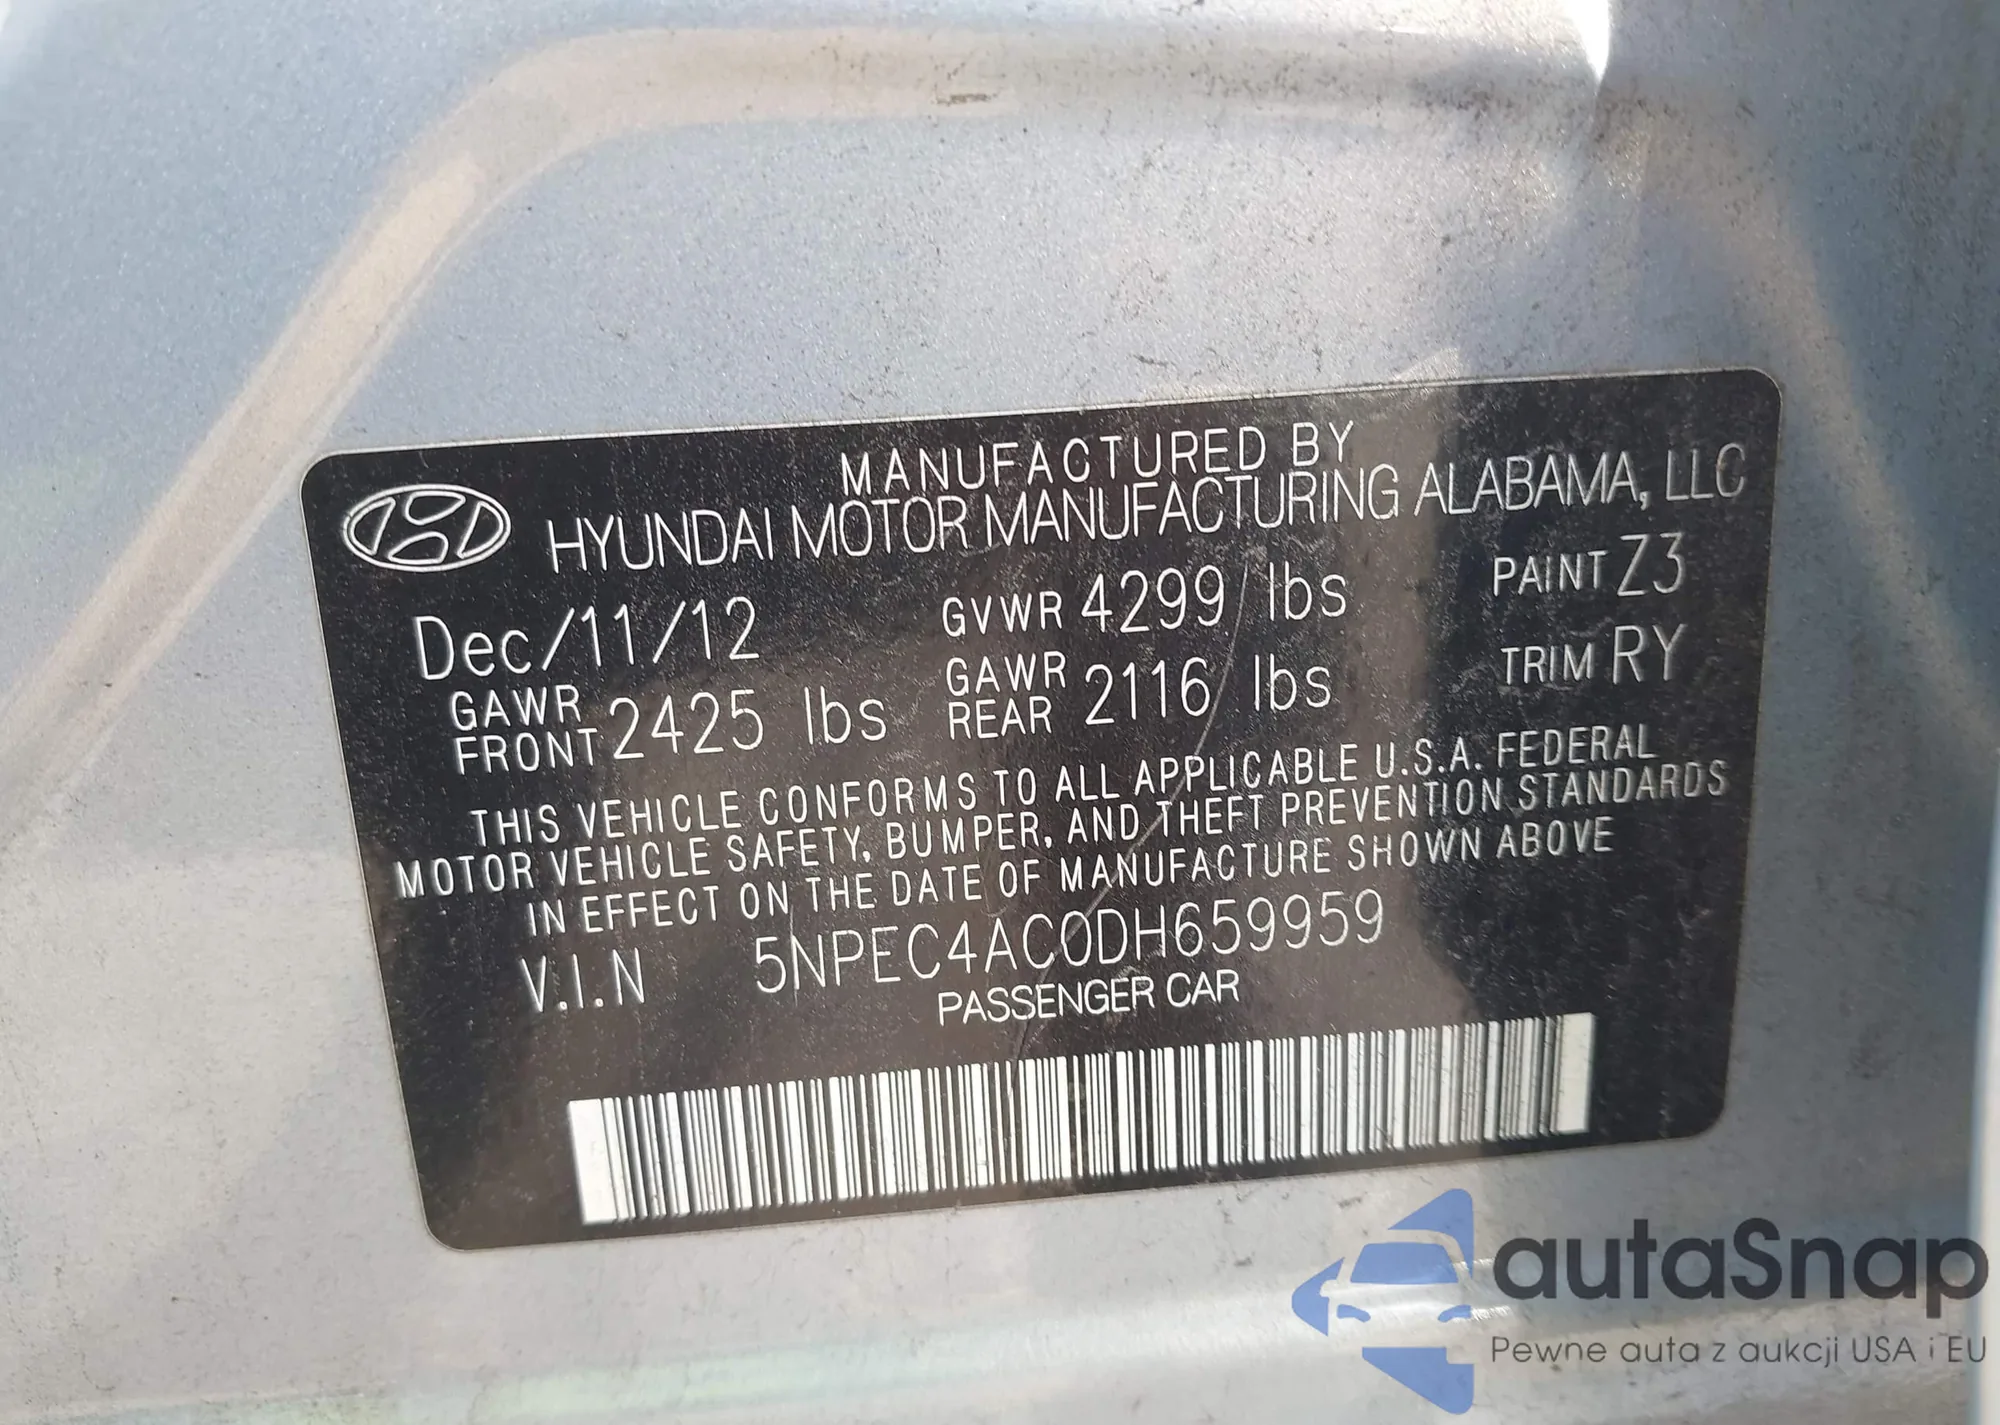 MANUFACTURED BY
HYUNDAI MOTOR MANUFACTURING ALABAMA, LLC
Dec/11/12 GVWR 4299 lbs PAINT Z3
GAWR FRONT 2425 lbs GAWR REAR 2116 lbs TRIM RY
THIS VEHICLE CONFORMS TO ALL APPLICABLE U.S.A. FEDERAL
MOTOR VEHICLE SAFETY, BUMPER, AND THEFT PREVENTION STANDARDS
IN EFFECT ON THE DATE OF MANUFACTURE SHOWN ABOVE
V.I.N 5NPEC4AC0DH659959
PASSENGER CAR
autaSnap
Pewne auta z aukcji USA i EU